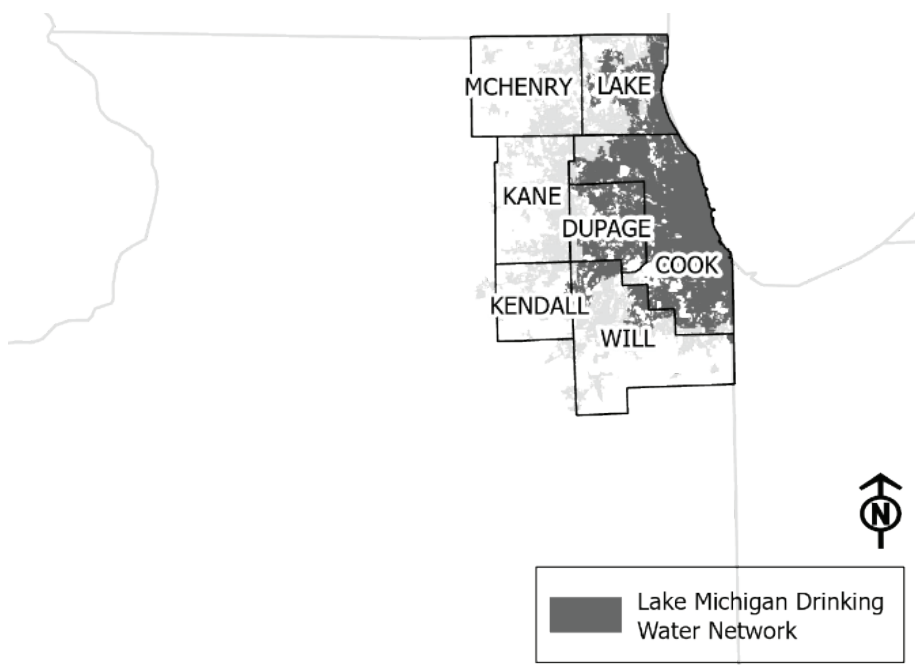 MCHENRY
LAKE
KANE
DUPAGE
COOK
KENDALL
WILL
N
Lake Michigan Drinking
Water Network